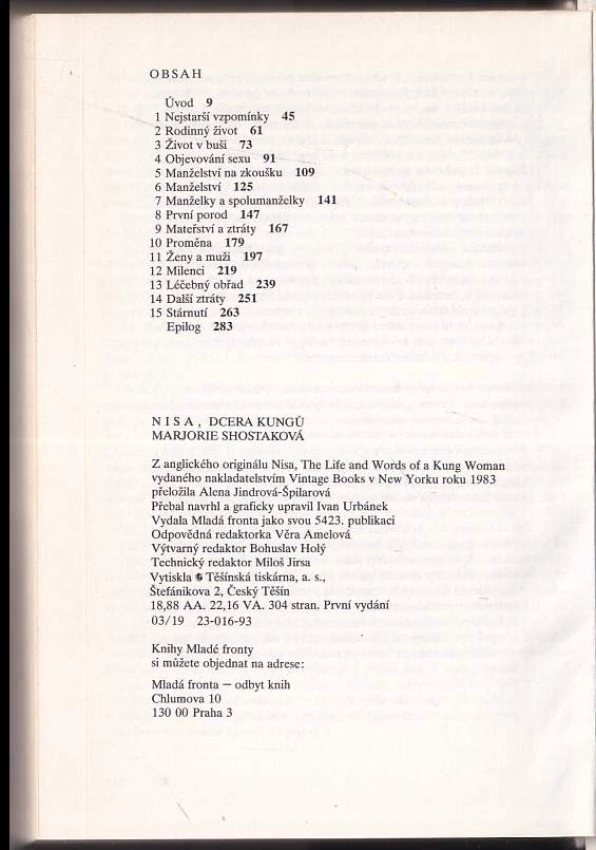 OBSAH
Úvod 9
1 Nejstarší vzpomínky 45
2 Rodinný život 61
3 Život v buši 73
4 Objevování sexu 91
5 Manželství na zkoušku 109
6 Manželství 125
7 Manželky a spolumanželky 141
8 První porod 147
9 Mateřství a ztráty 167
10 Proměna 179
11 Ženy a muži 197
12 Milenci 219
13 Léčebný obřad 239
14 Další ztráty 251
15 Stárnutí 263
Epilog 283
NISA, DCERA KUNGŮ
MARJORIE SHOSTAKOVÁ
Z anglického originálu Nisa, The Life and Words of a Kung Woman
vydaného nakladatelstvím Vintage Books v New Yorku roku 1983
přeložila Alena Jindrová-Špilarová
Přebal navrhl a graficky upravil Ivan Urbánek
Vydala Mladá fronta jako svou 5423. publikaci
Odpovědná redaktorka Věra Amelová
Výtvarný redaktor Bohuslav Holý
Technický redaktor Miloš Jirsa
Vytiskla Těšínská tiskárna, a. s.,
Štefánikova 2, Český Těšín
18,88 AA. 22,16 VA. 304 stran. První vydání
03/19 23-016-93
Knihy Mladé fronty
si můžete objednat na adrese:
Mladá fronta — odbyt knih
Chlumova 10
130 00 Praha 3